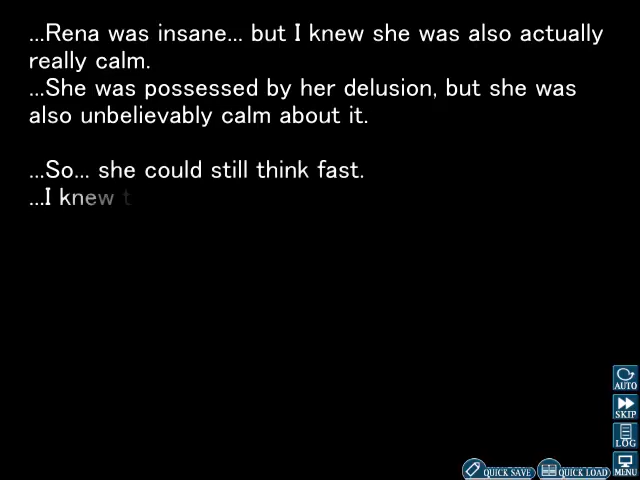 ...Rena was insane... but I knew she was also actually
really calm.
...She was possessed by her delusion, but she was
also unbelievably calm about it.
...So... she could still think fast.
...I knew t
AUTO
SKIP
LOG
MENU
QUICK SAVE
QUICK LOAD